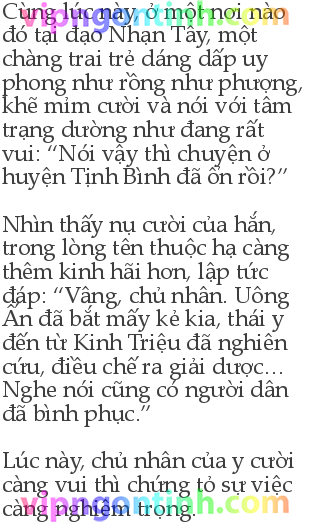 Cùng lúc này, ở một nơi nào
đó tại đạo Nhạn Tây, một
chàng trai trẻ dáng dấp uy
phong như rồng như phượng,
khẽ mỉm cười và nói với tâm
trạng dường như đang rất
vui: “Nói vậy thì chuyện ở
huyện Tịnh Bình đã ổn rồi?”
Nhìn thấy nụ cười của hắn,
trong lòng tên thuộc hạ càng
thêm kinh hãi hơn, lập tức
đáp: “Vâng, chủ nhân. Uông
Ấn đã bắt mấy kẻ kia, thái y
đến từ Kinh Triệu đã nghiên
cứu, điều chế ra giải dược...
Nghe nói cũng có người dân
đã bình phục.”
Lúc này, chủ nhân của y cười
càng vui thì chứng tỏ sự việc
càng nghiêm trọng.
vipngontinh.com
vipngontinh.com